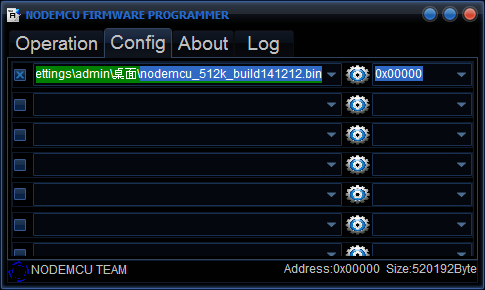 NODEMCU FIRMWARE PROGRAMMER
Operation Config About Log
ettings\admin\桌面\nodemcu_512k_build141212.bin 0x00000
NODEMCU TEAM Address:0x00000 Size:520192Byte